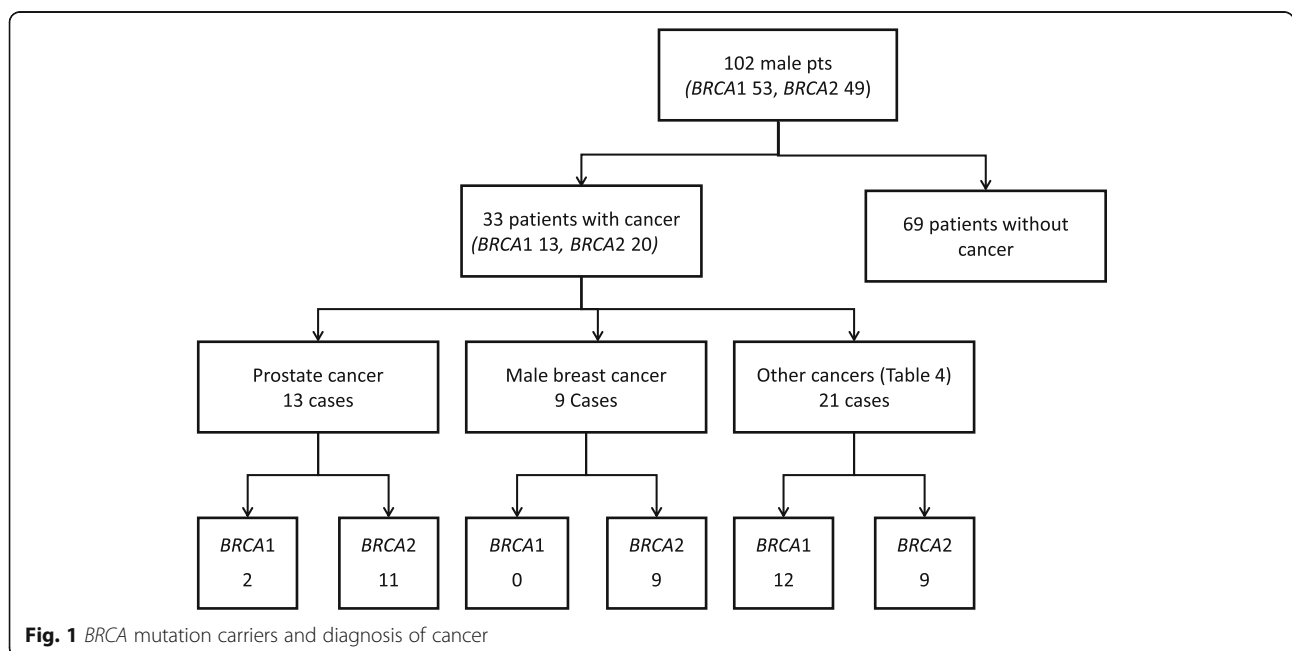 102 male pts
(BRCA1 53, BRCA2 49)
33 patients with cancer
(BRCA1 13, BRCA2 20)
69 patients without
cancer
Prostate cancer
13 cases
Male breast cancer
9 Cases
Other cancers (Table 4)
21 cases
BRCA1
2
BRCA2
11
BRCA1
0
BRCA2
9
BRCA1
12
BRCA2
9
Fig. 1 BRCA mutation carriers and diagnosis of cancer